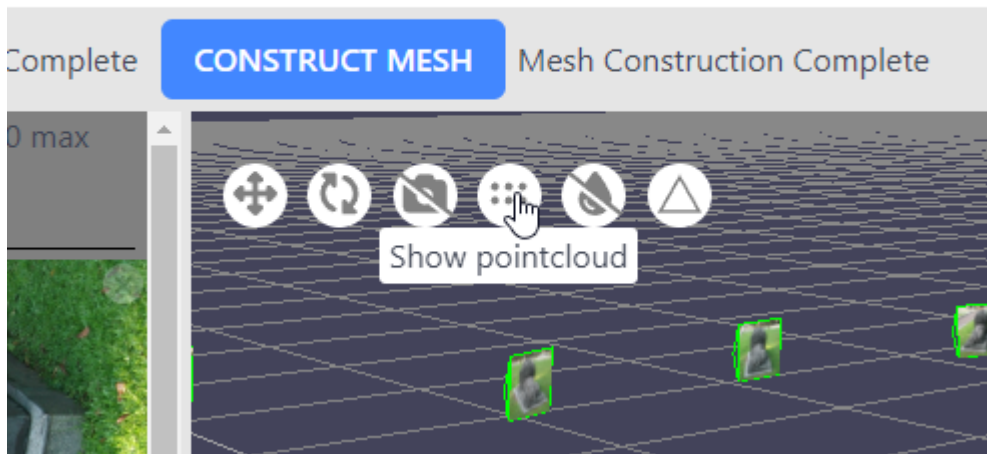 Complete CONSTRUCT MESH Mesh Construction Complete
0 max
Show pointcloud